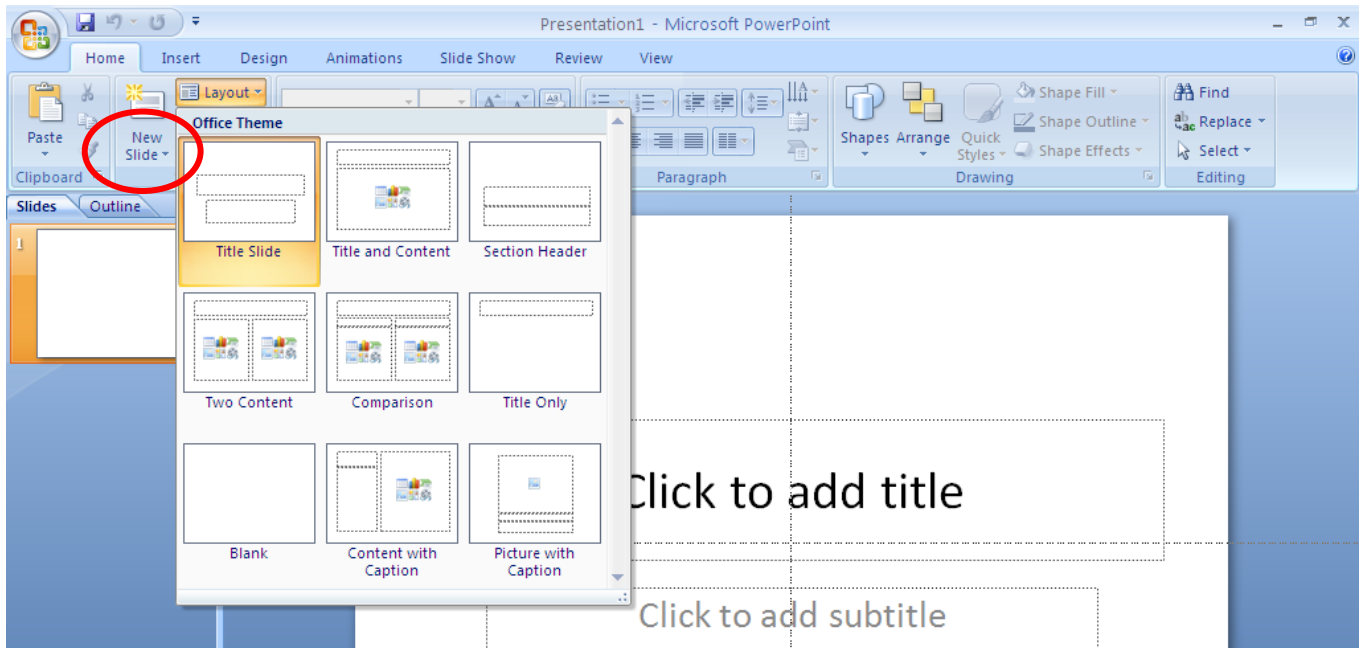 Presentation1 - Microsoft PowerPoint
Home Insert Design Animations Slide Show Review View
Layout
Paste
New
Slide
Clipboard
Office Theme
Title Slide
Title and Content
Section Header
Two Content
Comparison
Title Only
Blank
Content with
Caption
Picture with
Caption
Paragraph
Shapes
Arrange
Quick
Styles
Shape Fill
Shape Outline
Shape Effects
Drawing
Find
Replace
Select
Editing
Slides
Outline
1
Click to add title
Click to add subtitle